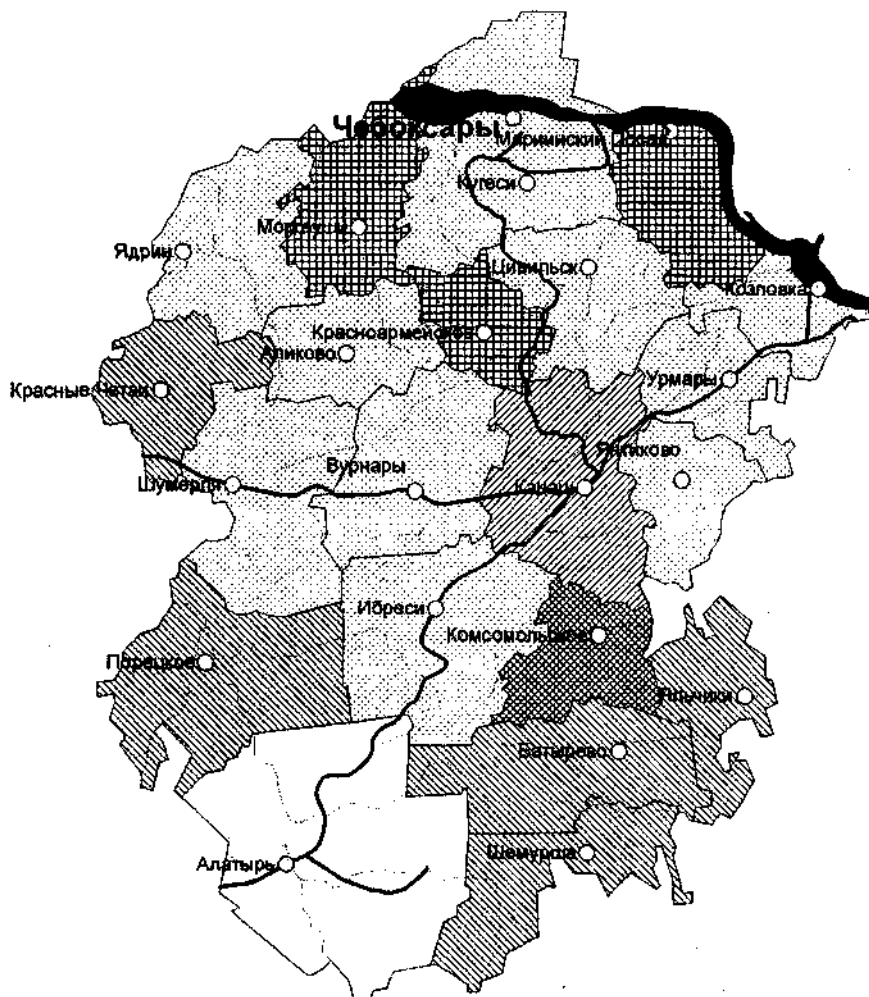 Чебоксары
Мариинский Посад
Кугеси
Моргауши
Ядрин
Цивильск
Козловка
Красноармейское
Аликово
Урмары
Красные Четаи
Яльчиково
Вурнары
Шумерля
Канаш
Ибреси
Комсомольское
Порецкое
Яльчики
Батырево
Шемурша
Алатырь